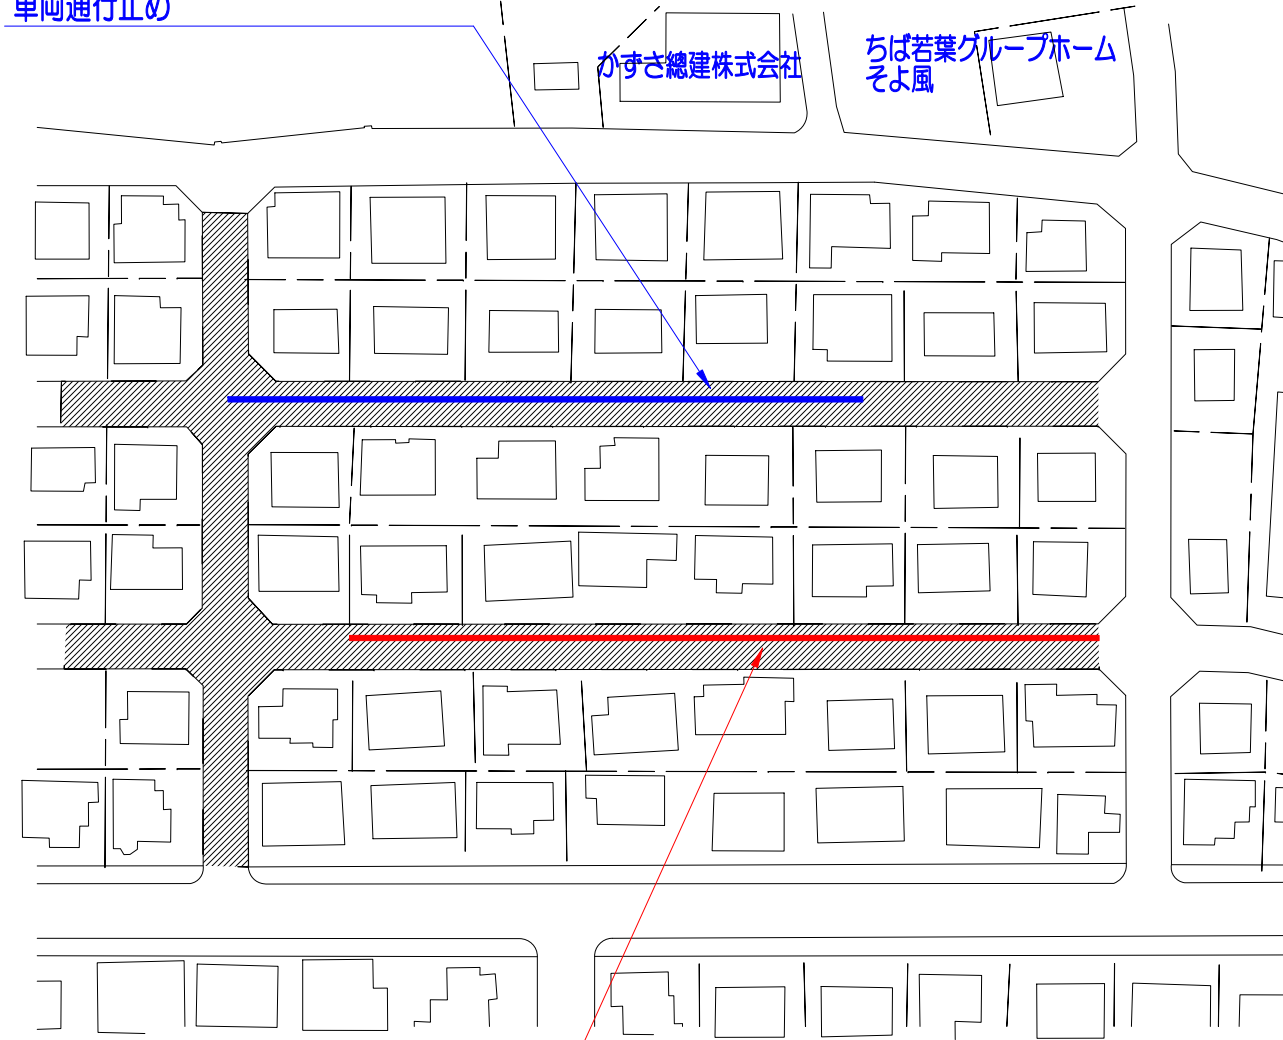 車両通行止め
かずさ總建株式会社
ちば若葉グループホーム
そよ風